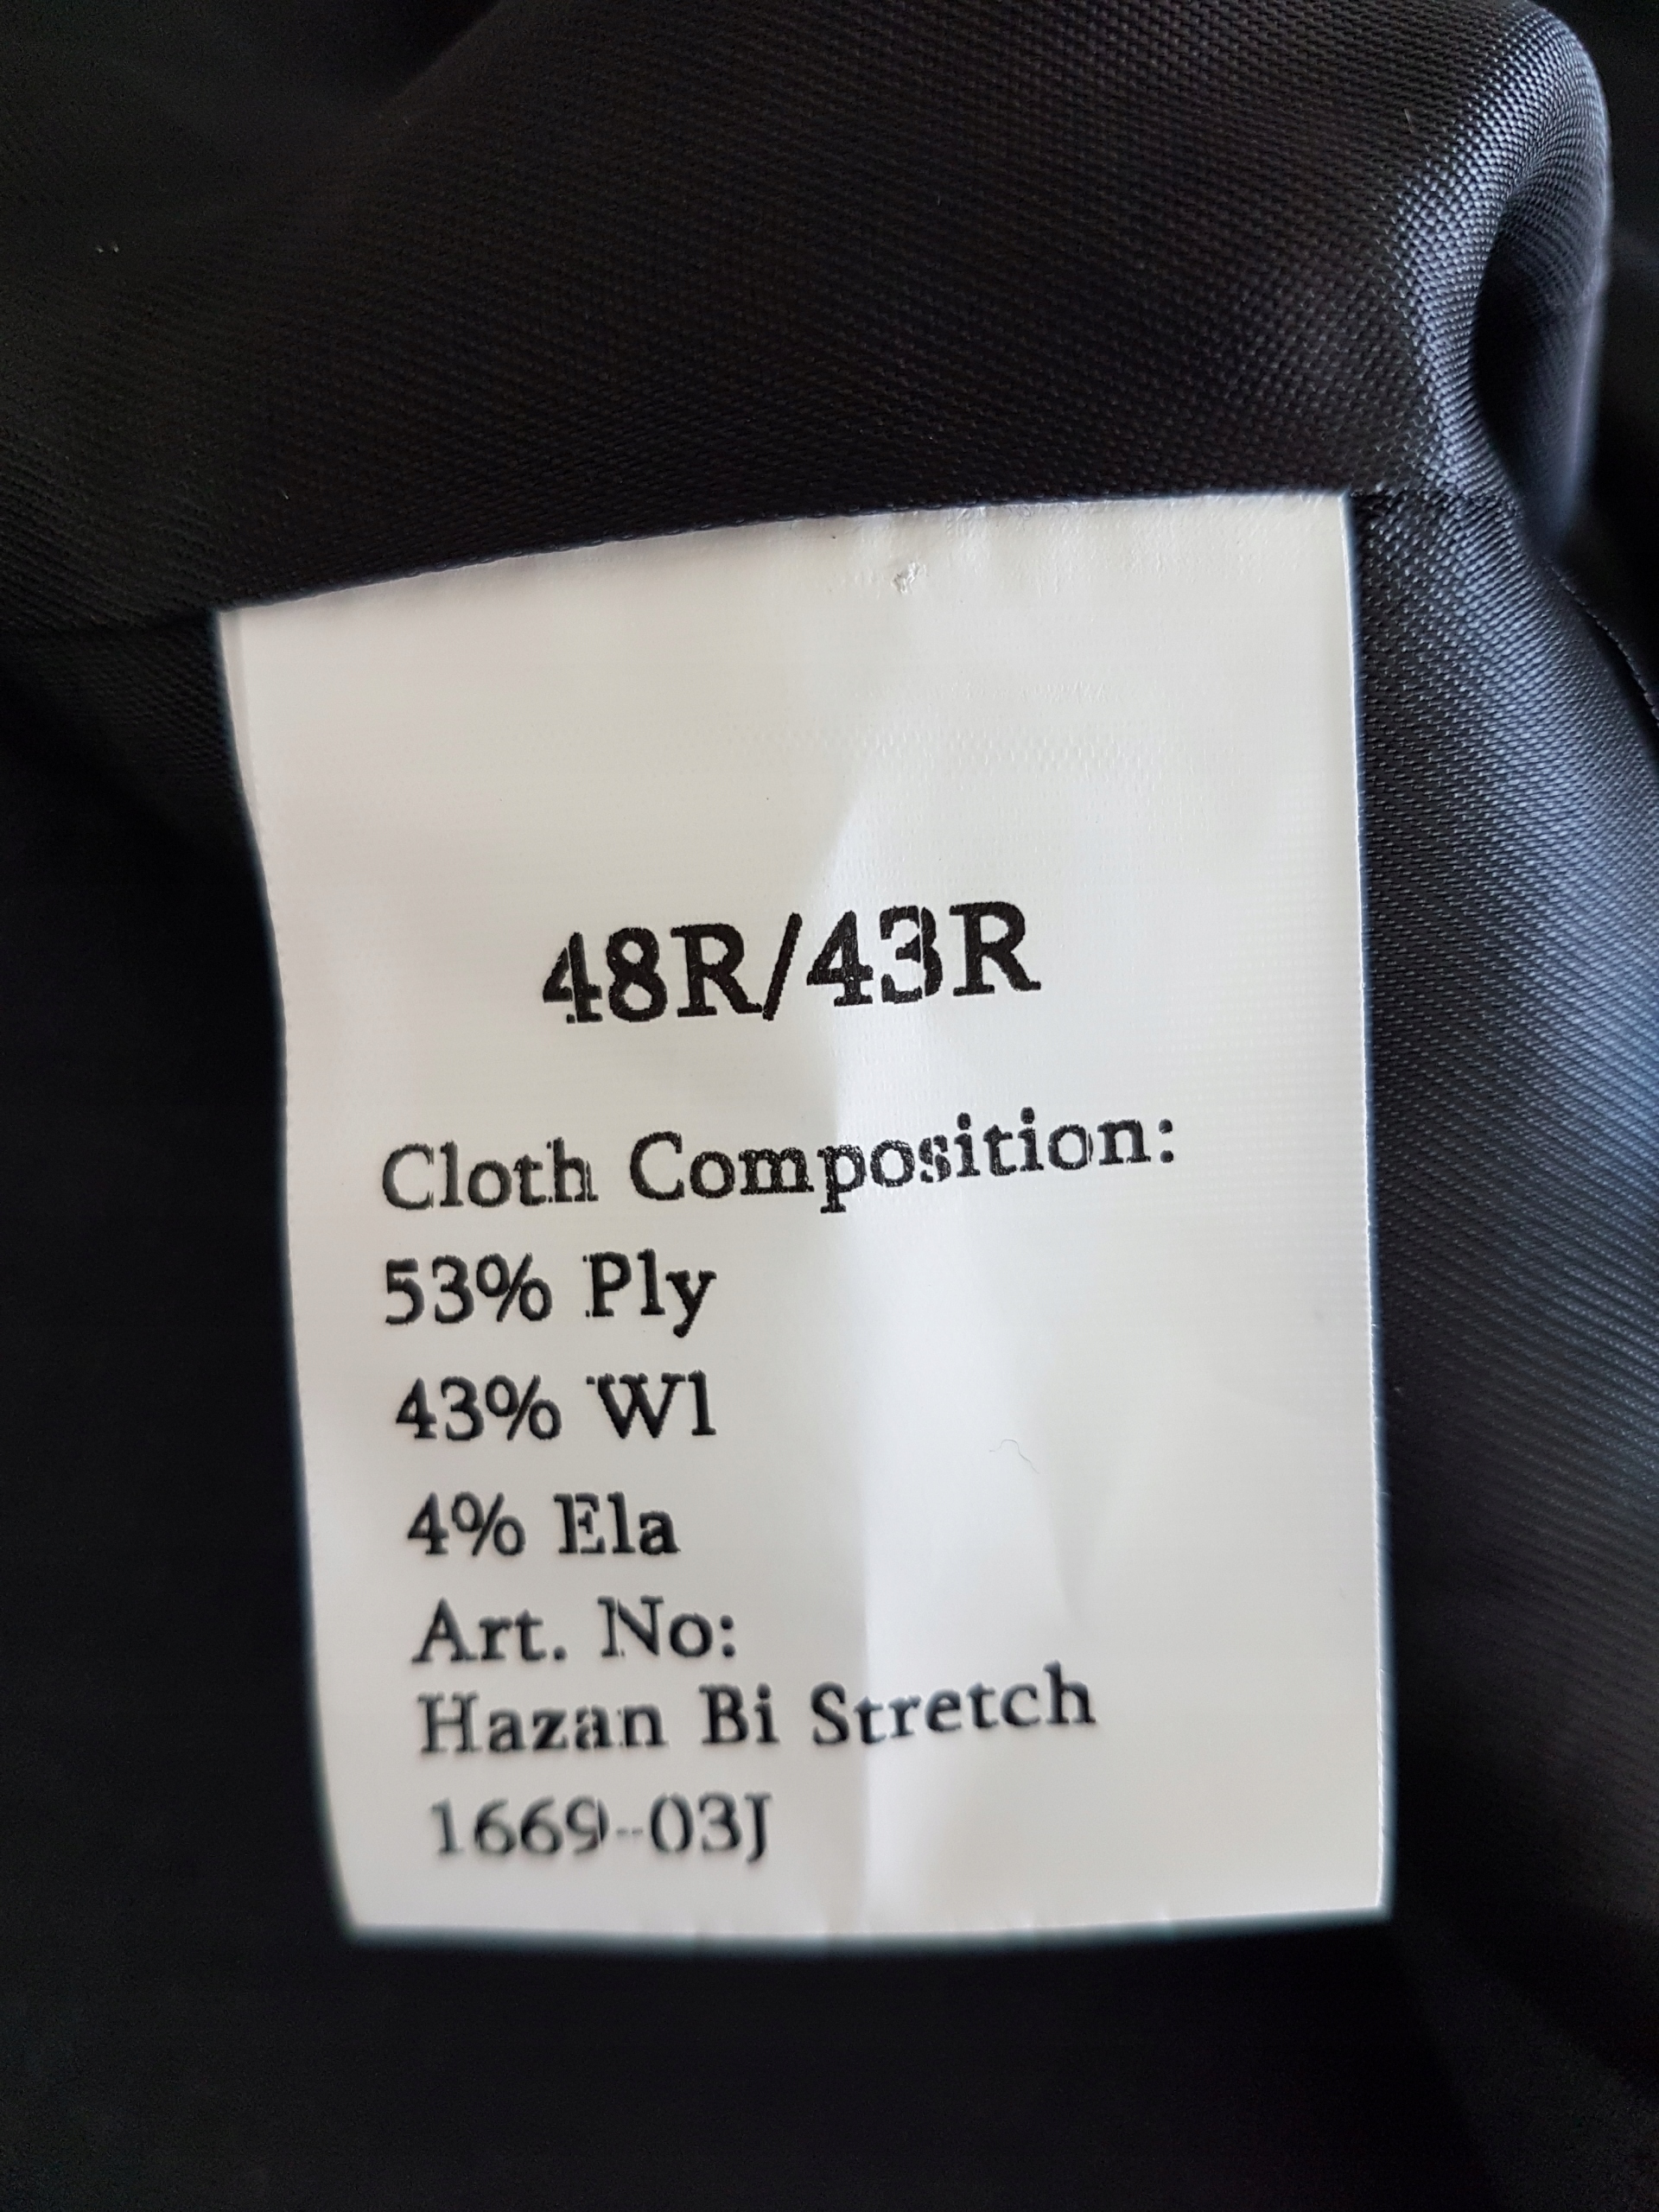 48R/43R
Cloth Composition:
53% Ply
43% Wl
4% Ela
Art. No:
Hazan Bi Stretch
1669-03J